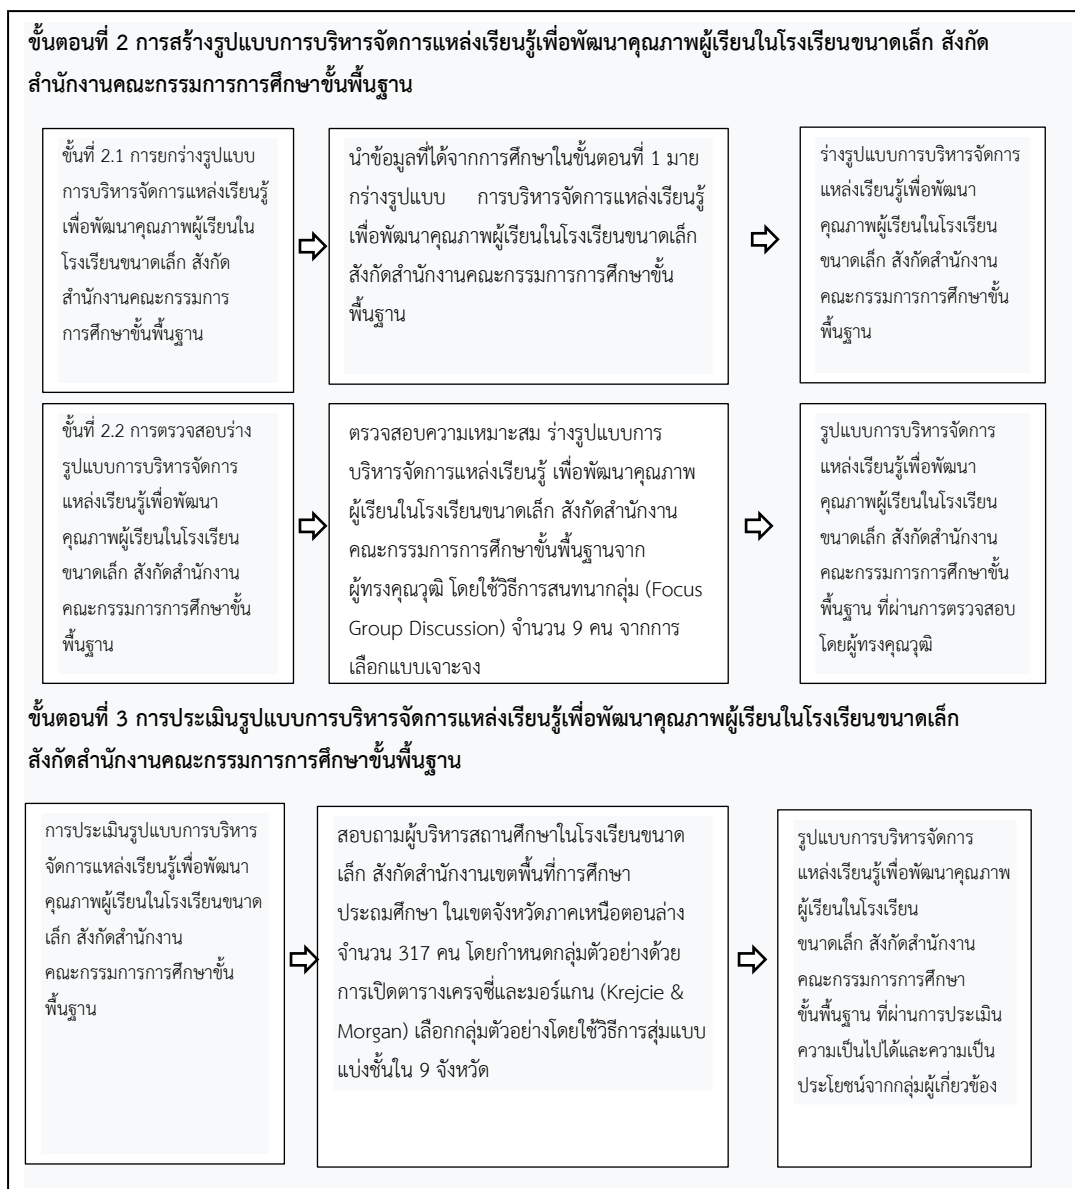 ขั้นตอนที่ 2 การสร้างรูปแบบการบริหารจัดการแหล่งเรียนรู้เพื่อพัฒนาคุณภาพผู้เรียนในโรงเรียนขนาดเล็ก สังกัด
สำนักงานคณะกรรมการการศึกษาขั้นพื้นฐาน
ขั้นที่ 2.1 การยกร่างรูปแบบ
การบริหารจัดการแหล่งเรียนรู้
เพื่อพัฒนาคุณภาพผู้เรียนใน
โรงเรียนขนาดเล็ก สังกัด
สำนักงานคณะกรรมการ
การศึกษาขั้นพื้นฐาน
นำข้อมูลที่ได้จากการศึกษาในขั้นตอนที่ 1 มาย
กร่างรูปแบบ การบริหารจัดการแหล่งเรียนรู้
เพื่อพัฒนาคุณภาพผู้เรียนในโรงเรียนขนาดเล็ก
สังกัดสำนักงานคณะกรรมการการศึกษาขั้น
พื้นฐาน
ร่างรูปแบบการบริหารจัดการ
แหล่งเรียนรู้เพื่อพัฒนา
คุณภาพผู้เรียนในโรงเรียน
ขนาดเล็ก สังกัดสำนักงาน
คณะกรรมการการศึกษาขั้น
พื้นฐาน
ขั้นที่ 2.2 การตรวจสอบร่าง
รูปแบบการบริหารจัดการ
แหล่งเรียนรู้เพื่อพัฒนา
คุณภาพผู้เรียนในโรงเรียน
ขนาดเล็ก สังกัดสำนักงาน
คณะกรรมการการศึกษาขั้น
พื้นฐาน
ตรวจสอบความเหมาะสม ร่างรูปแบบการ
บริหารจัดการแหล่งเรียนรู้ เพื่อพัฒนาคุณภาพ
ผู้เรียนในโรงเรียนขนาดเล็ก สังกัดสำนักงาน
คณะกรรมการการศึกษาขั้นพื้นฐานจาก
ผู้ทรงคุณวุฒิ โดยใช้วิธีการสนทนากลุ่ม (Focus
Group Discussion) จำนวน 9 คน จากการ
เลือกแบบเจาะจง
รูปแบบการบริหารจัดการ
แหล่งเรียนรู้เพื่อพัฒนา
คุณภาพผู้เรียนในโรงเรียน
ขนาดเล็ก สังกัดสำนักงาน
คณะกรรมการการศึกษาขั้น
พื้นฐาน ที่ผ่านการตรวจสอบ
โดยผู้ทรงคุณวุฒิ
ขั้นตอนที่ 3 การประเมินรูปแบบการบริหารจัดการแหล่งเรียนรู้เพื่อพัฒนาคุณภาพผู้เรียนในโรงเรียนขนาดเล็ก
สังกัดสำนักงานคณะกรรมการการศึกษาขั้นพื้นฐาน
การประเมินรูปแบบการบริหาร
จัดการแหล่งเรียนรู้เพื่อพัฒนา
คุณภาพผู้เรียนในโรงเรียนขนาด
เล็ก สังกัดสำนักงาน
คณะกรรมการการศึกษาขั้น
พื้นฐาน
สอบถามผู้บริหารสถานศึกษาในโรงเรียนขนาด
เล็ก สังกัดสำนักงานเขตพื้นที่การศึกษา
ประถมศึกษา ในเขตจังหวัดภาคเหนือตอนล่าง
จำนวน 317 คน โดยกำหนดกลุ่มตัวอย่างด้วย
การเปิดตารางเครจซี่และมอร์แกน (Krejcie &
Morgan) เลือกกลุ่มตัวอย่างโดยใช้วิธีการสุ่มแบบ
แบ่งชั้นใน 9 จังหวัด
รูปแบบการบริหารจัดการ
แหล่งเรียนรู้เพื่อพัฒนาคุณภาพ
ผู้เรียนในโรงเรียน
ขนาดเล็ก สังกัดสำนักงาน
คณะกรรมการการศึกษา
ขั้นพื้นฐาน ที่ผ่านการประเมิน
ความเป็นไปได้และความเป็น
ประโยชน์จากกลุ่มผู้เกี่ยวข้อง